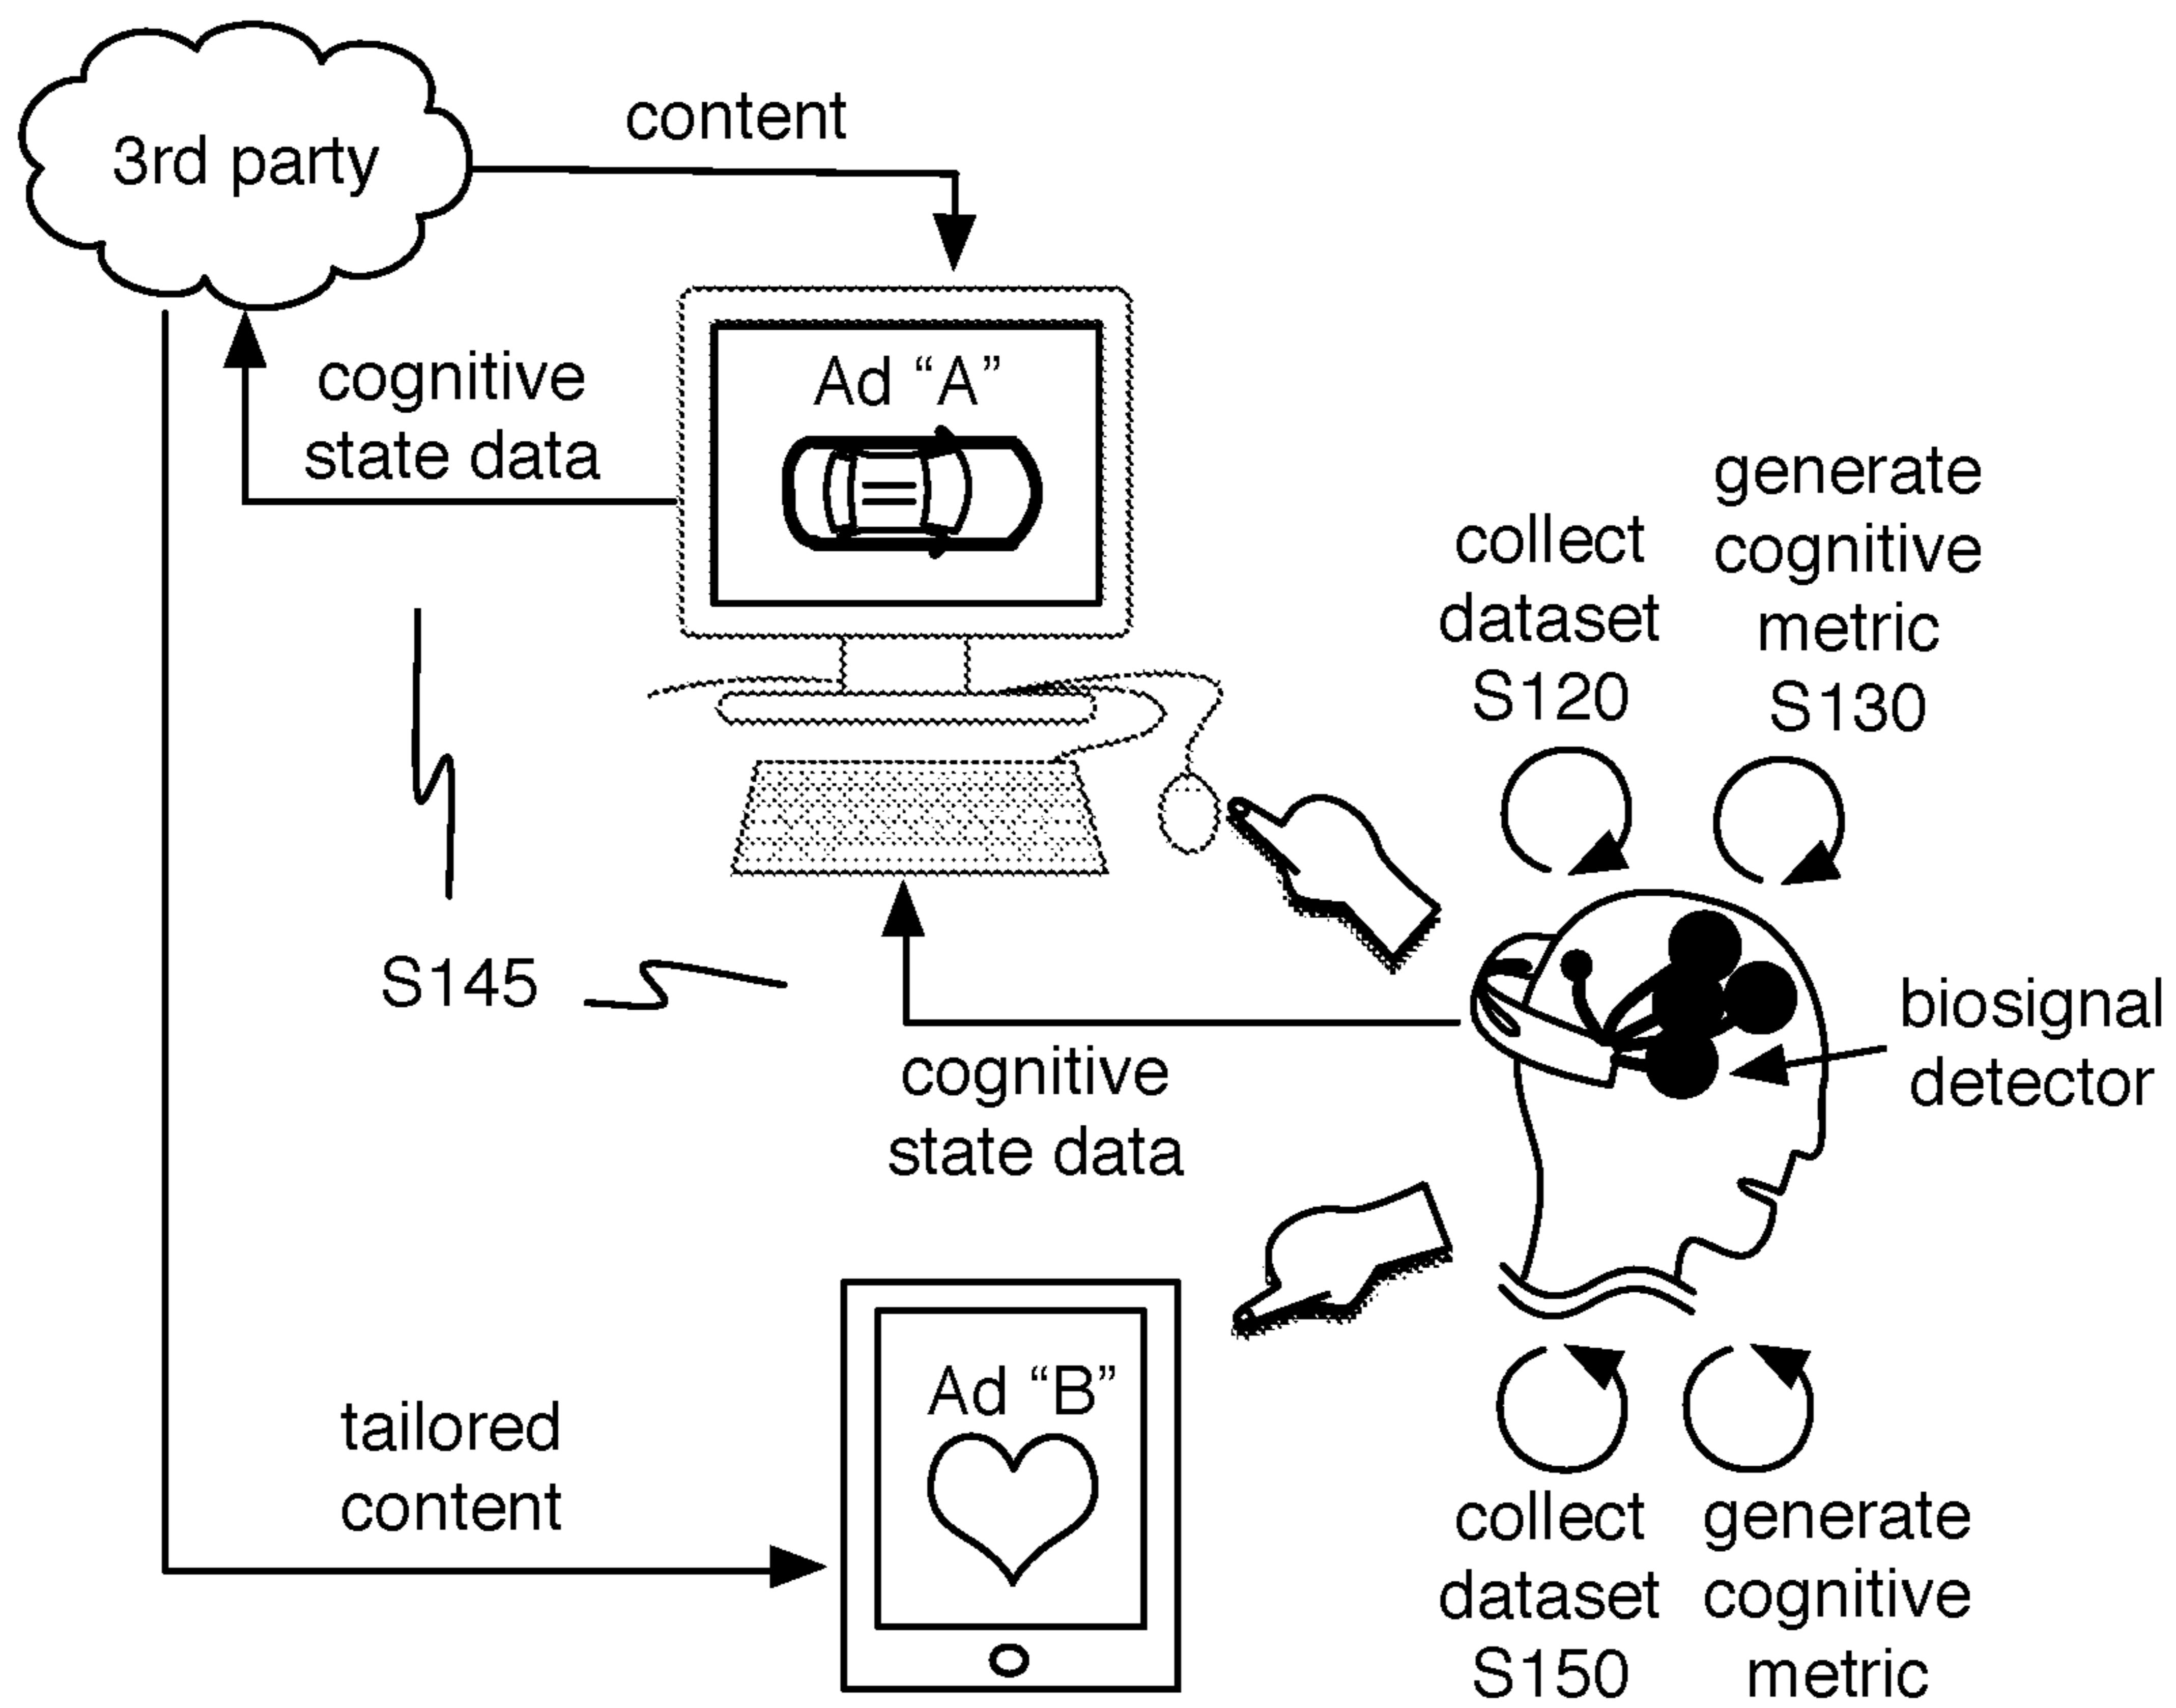 3rd party
content
cognitive
state data
Ad “A”
collect
dataset
S120
generate
cognitive
metric
S130
S145
cognitive
state data
biosignal
detector
tailored
content
Ad “B”
collect
dataset
S150
generate
cognitive
metric